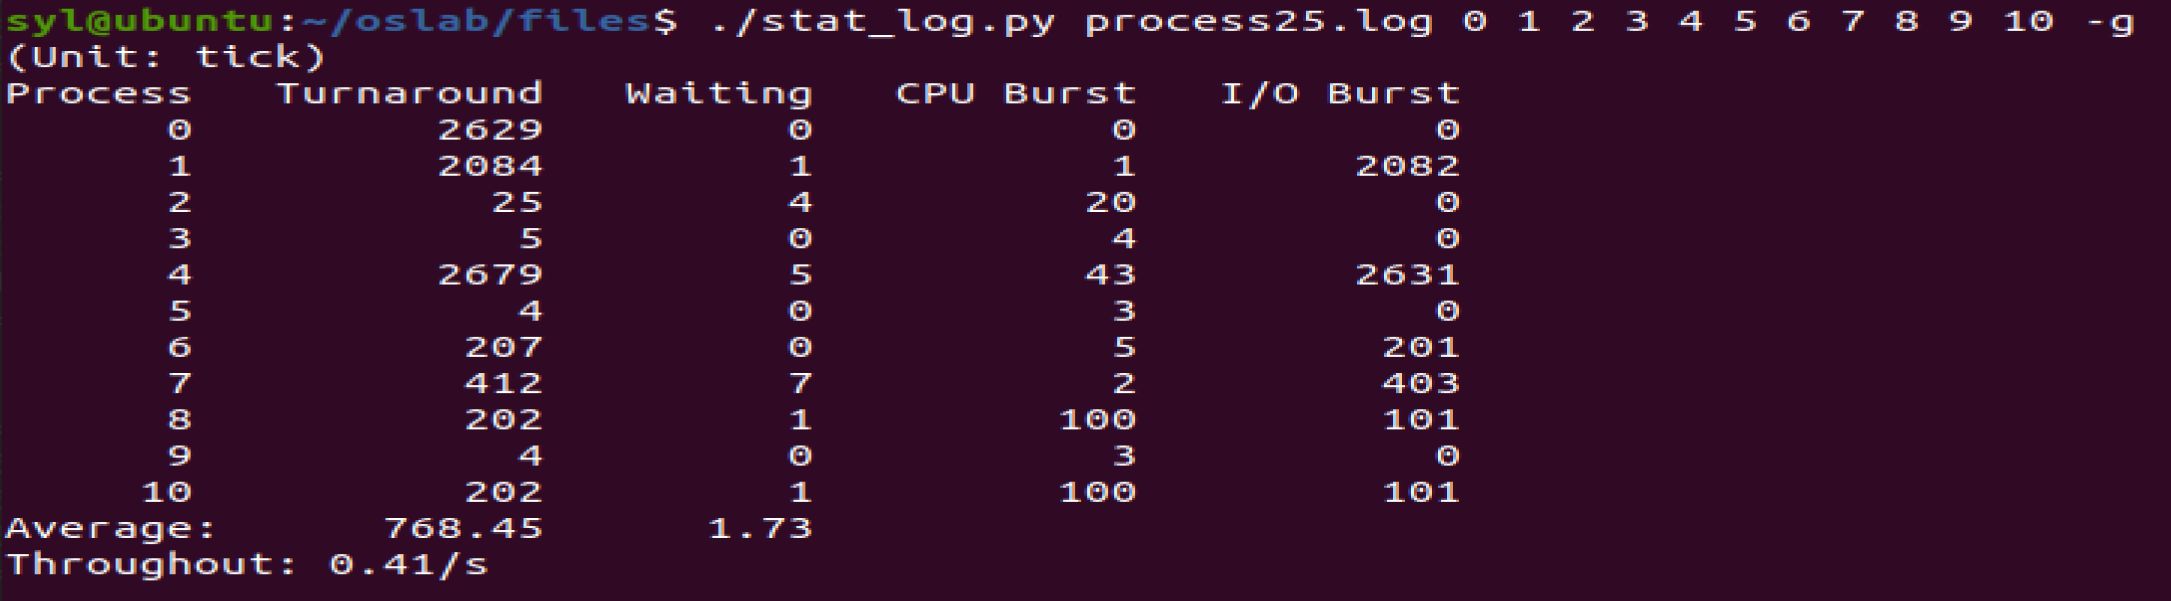 syl@ubuntu:~/oslab/files$ ./stat_log.py process25.log 0 1 2 3 4 5 6 7 8 9 10 -g
(Unit: tick)
Process   Turnaround   Waiting   CPU Burst   I/O Burst
      0         2629         0           0           0
      1         2084         1           1        2082
      2           25         4          20           0
      3            5         0           4           0
      4         2679         5          43        2631
      5            4         0           3           0
      6          207         0           5         201
      7          412         7           2         403
      8          202         1         100         101
      9            4         0           3           0
     10          202         1         100         101
Average:      768.45      1.73
Throughout: 0.41/s